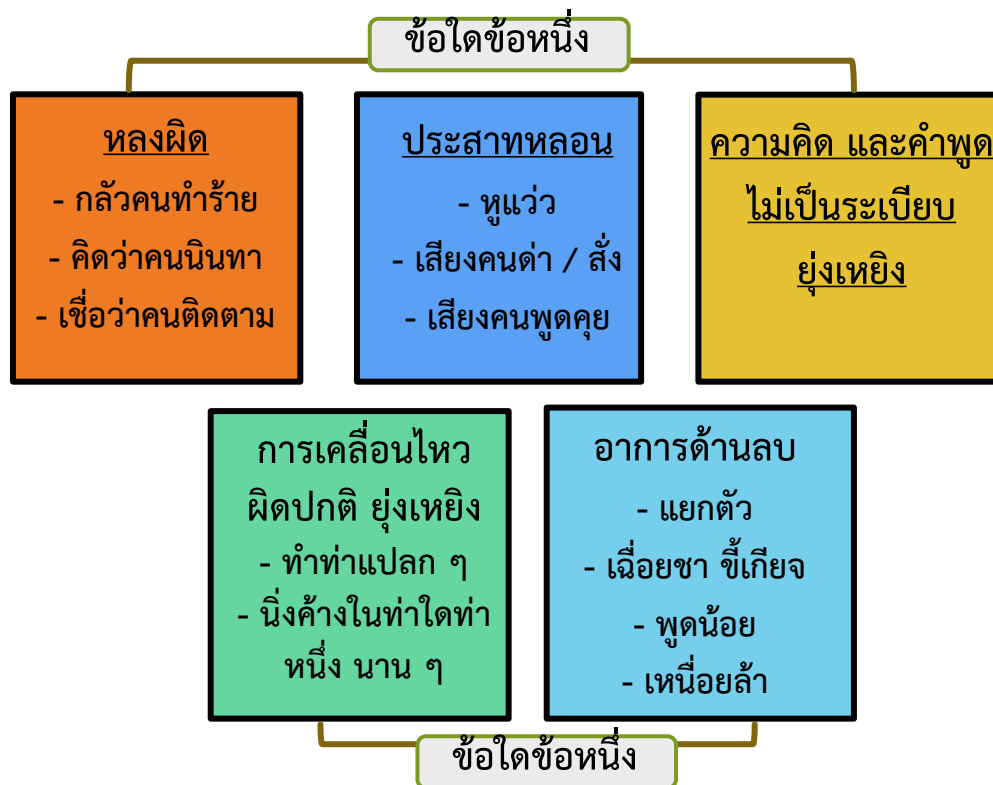 ข้อใดข้อหนึ่ง
หลงผิด
- กลัวคนทำร้าย
- คิดว่าคนนินทา
- เชื่อว่าคนติดตาม
ประสาทหลอน
- หูแว่ว
- เสียงคนด่า / สั่ง
- เสียงคนพูดคุย
ความคิด และคำพูด
ไม่เป็นระเบียบ
ยุ่งเหยิง
การเคลื่อนไหว
ผิดปกติ ยุ่งเหยิง
- ทำท่าแปลก ๆ
- นิ่งค้างในท่าใดท่า
หนึ่ง นาน ๆ
อาการด้านลบ
- แยกตัว
- เฉื่อยชา ขี้เกียจ
- พูดน้อย
- เหนื่อยล้า
ข้อใดข้อหนึ่ง